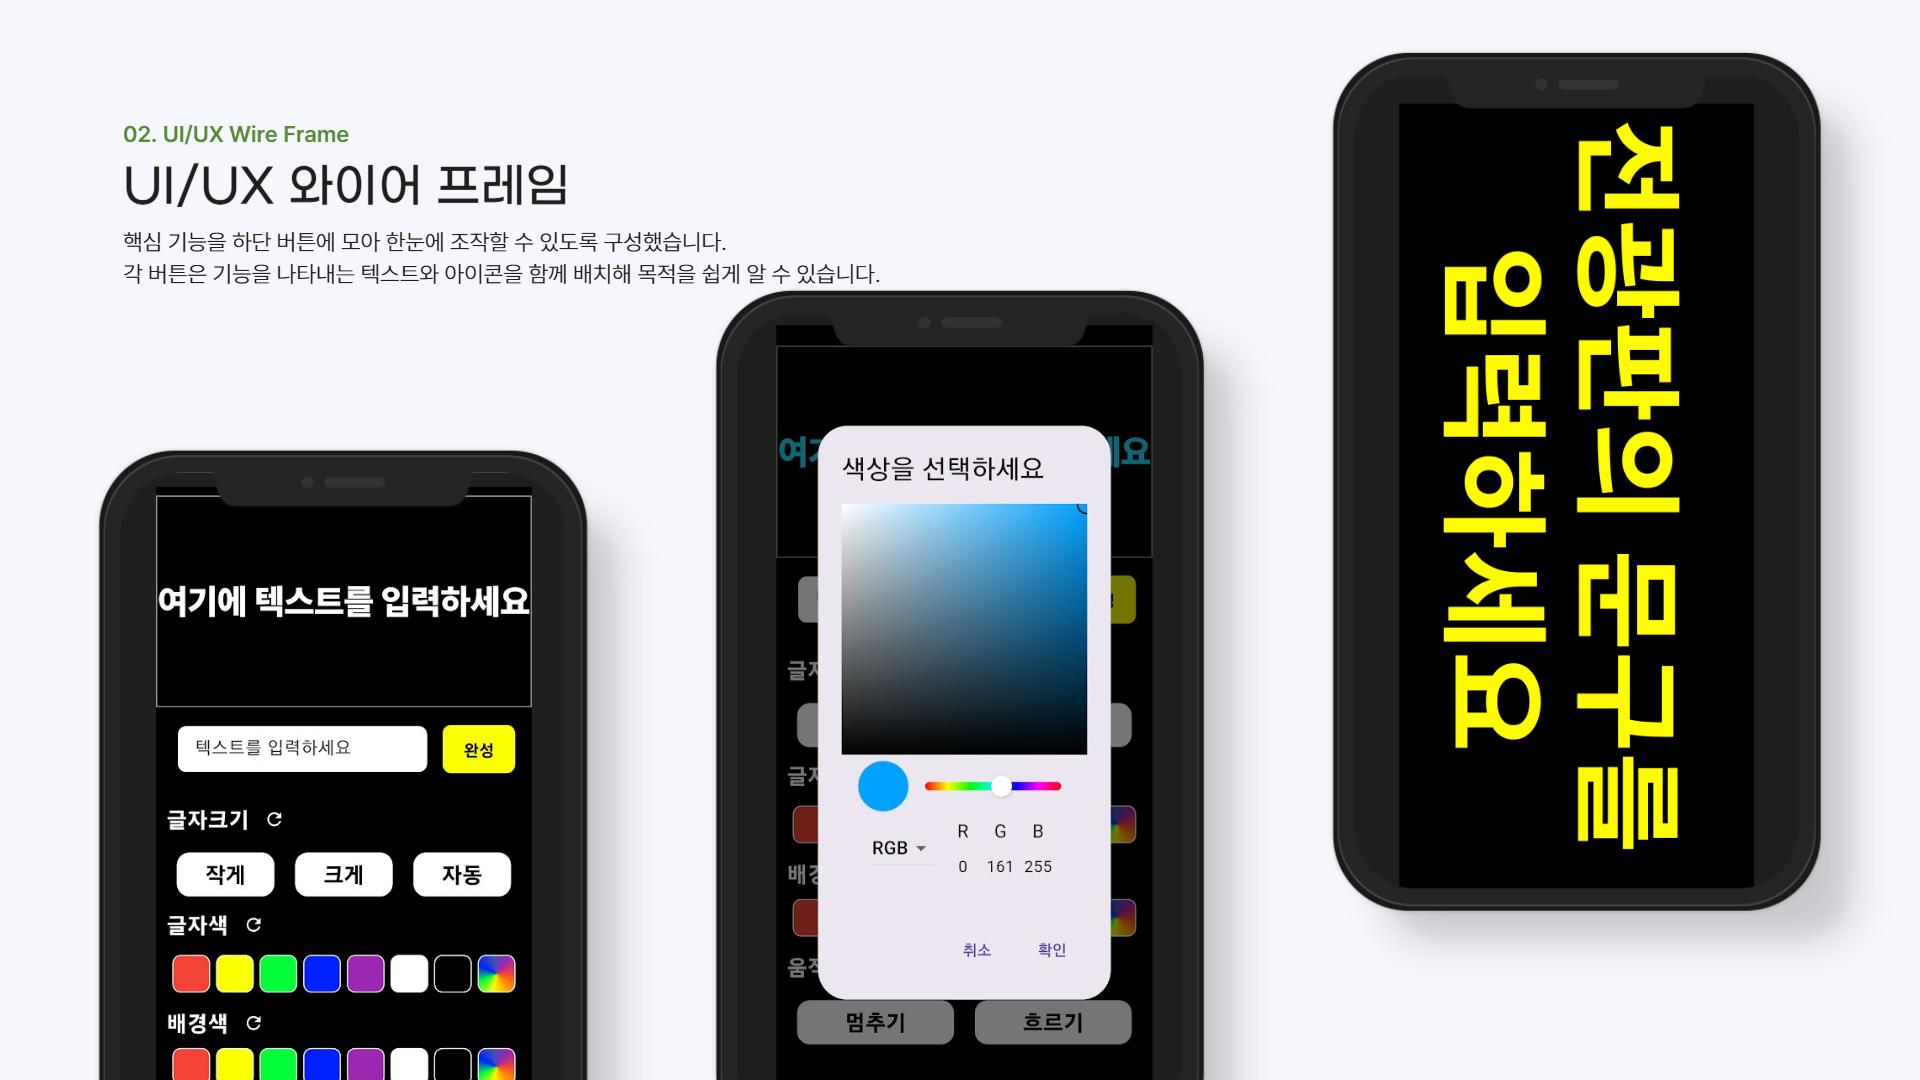 02. UI/UX Wire Frame
UI/UX 와이어 프레임
핵심 기능을 하단 버튼에 모아 한눈에 조작할 수 있도록 구성했습니다.
각 버튼은 기능을 나타내는 텍스트와 아이콘을 함께 배치해 목적을 쉽게 알 수 있습니다.
여기에 텍스트를 입력하세요
텍스트를 입력하세요
완성
글자크기
작게 크게 자동
글자색
배경색
색상을 선택하세요
RGB
R G B
0 161 255
취소 확인
멈추기 흐르기
전광판의 문구를
입력하세요